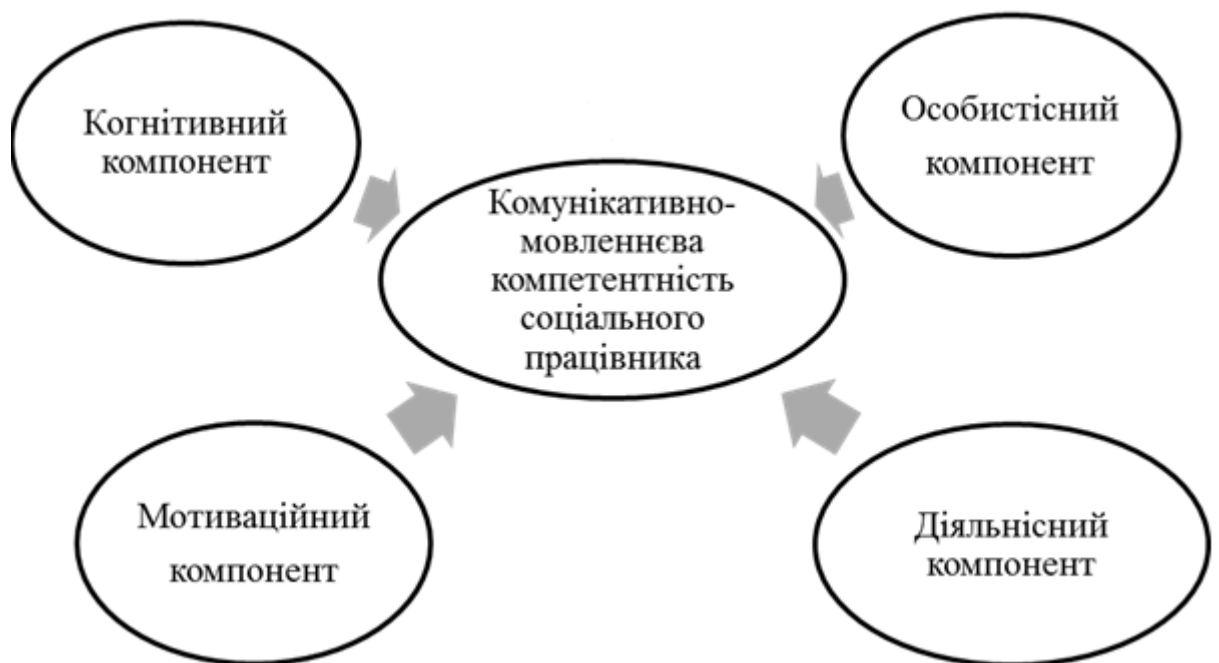 Когнітивний
компонент
Особистісний
компонент
Комунікативно-
мовленнєва
компетентність
соціального
працівника
Мотиваційний
компонент
Діяльнісний
компонент